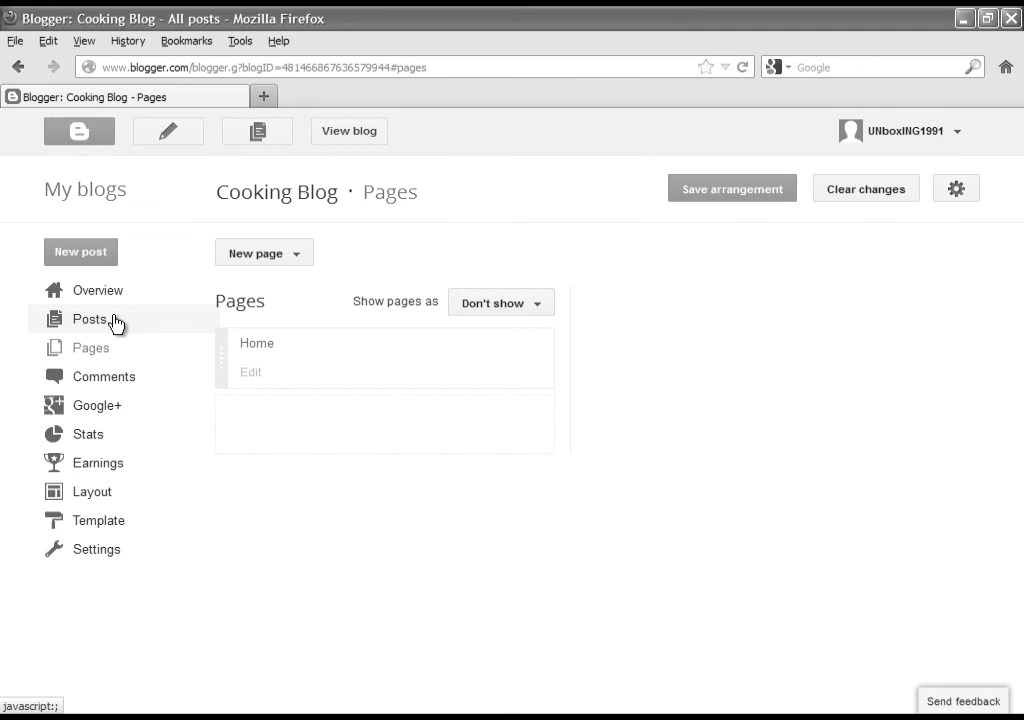 Blogger: Cooking Blog - All posts - Mozilla Firefox
File Edit View History Bookmarks Tools Help
www.blogger.com/blogger.g?blogID=481466867636579944#pages
Google
Blogger: Cooking Blog - Pages
View blog
UNboxING1991
My blogs
Cooking Blog · Pages
Save arrangement
Clear changes
New post
New page
Overview
Posts
Pages
Comments
Google+
Stats
Earnings
Layout
Template
Settings
Pages
Show pages as
Don't show
Home
Edit
javascript:;
Send feedback